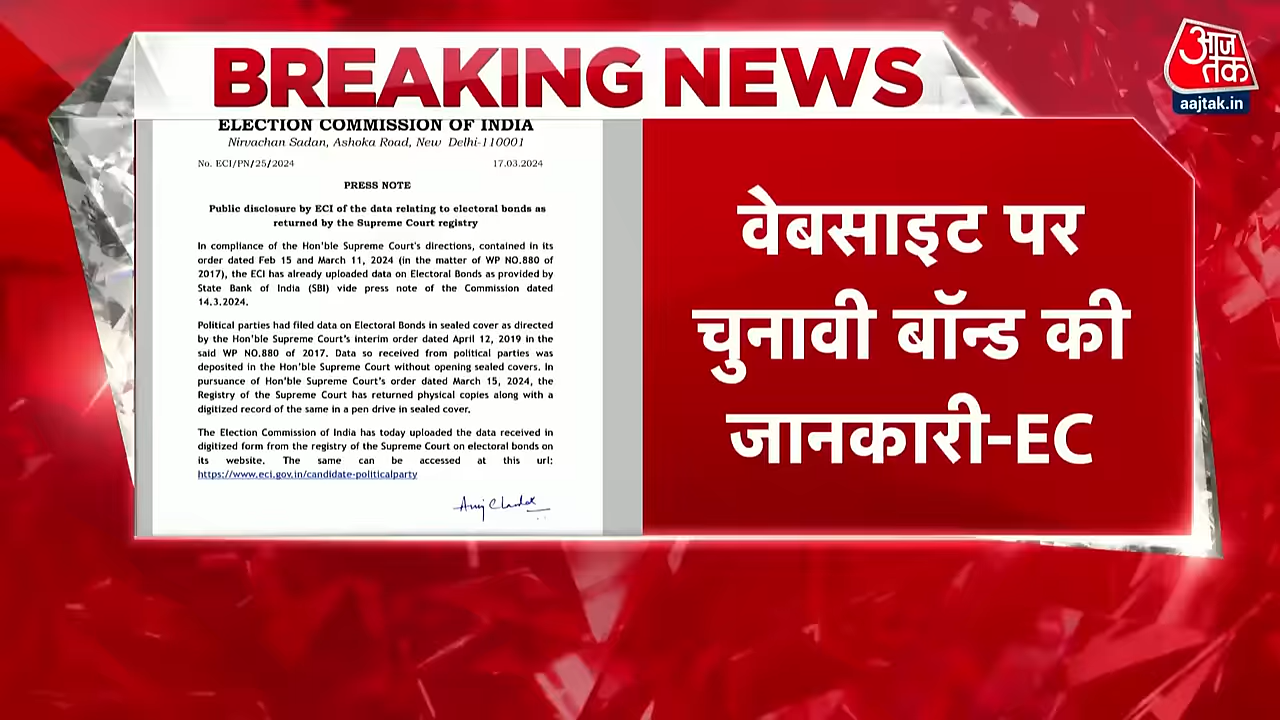 BREAKING NEWS
आज
तक
aajtak.in
ELECTION COMMISSION OF INDIA
Nirvachan Sadan, Ashoka Road, New Delhi-110001
No. ECI/PN/25/2024 17.03.2024
PRESS NOTE
Public disclosure by ECI of the data relating to electoral bonds as
returned by the Supreme Court registry
In compliance of the Hon'ble Supreme Court's directions, contained in its
order dated Feb 15 and March 11, 2024 (in the matter of WP NO.880 of
2017), the ECI has already uploaded data on Electoral Bonds as provided by
State Bank of India (SBI) vide press note of the Commission dated
14.3.2024.
Political parties had filed data on Electoral Bonds in sealed cover as directed
by the Hon'ble Supreme Court's interim order dated April 12, 2019 in the
said WP NO.880 of 2017. Data so received from political parties was
deposited in the Hon'ble Supreme Court without opening sealed covers. In
pursuance of Hon'ble Supreme Court's order dated March 15, 2024, the
Registry of the Supreme Court has returned physical copies along with a
digitized record of the same in a pen drive in sealed cover.
The Election Commission of India has today uploaded the data received in
digitized form from the registry of the Supreme Court on electoral bonds on
its website. The same can be accessed at this url:
https://www.eci.gov.in/candidate-politicalparty
वेबसाइट पर
चुनावी बॉन्ड की
जानकारी-EC